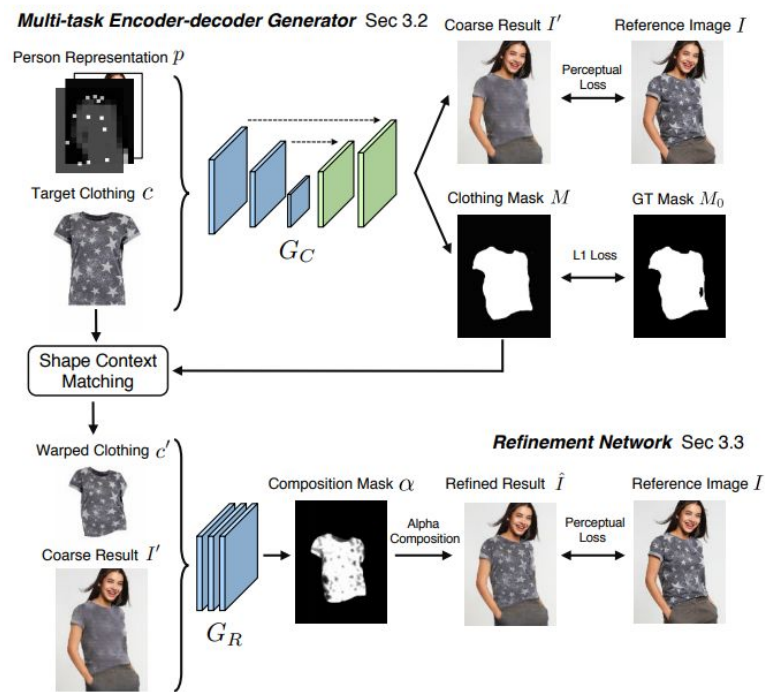 Multi-task Encoder-decoder Generator Sec 3.2
Person Representation p
Target Clothing c
G_C
Coarse Result I′
Reference Image I
Perceptual
Loss
Clothing Mask M
GT Mask M_0
L1 Loss
Shape Context
Matching
Refinement Network Sec 3.3
Warped Clothing c′
Coarse Result I′
G_R
Composition Mask α
Alpha
Composition
Refined Result Î
Perceptual
Loss
Reference Image I